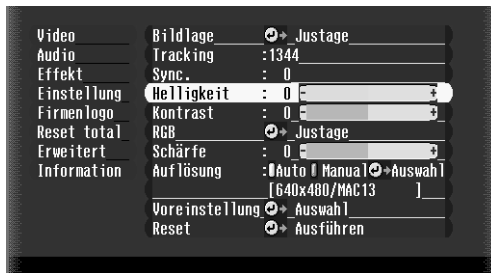 Video
Audio
Effekt
Einstellung
Firmenlogo
Reset total
Erweitert
Information
Bildlage Justage
Tracking :1344
Sync. : 0
Helligkeit : 0 - +
Kontrast : 0 - +
RGB Justage
Schärfe : 0 - +
Auflösung : Auto Manual Auswahl
[640x480/MAC13 ]
Voreinstellung Auswahl
Reset Ausführen